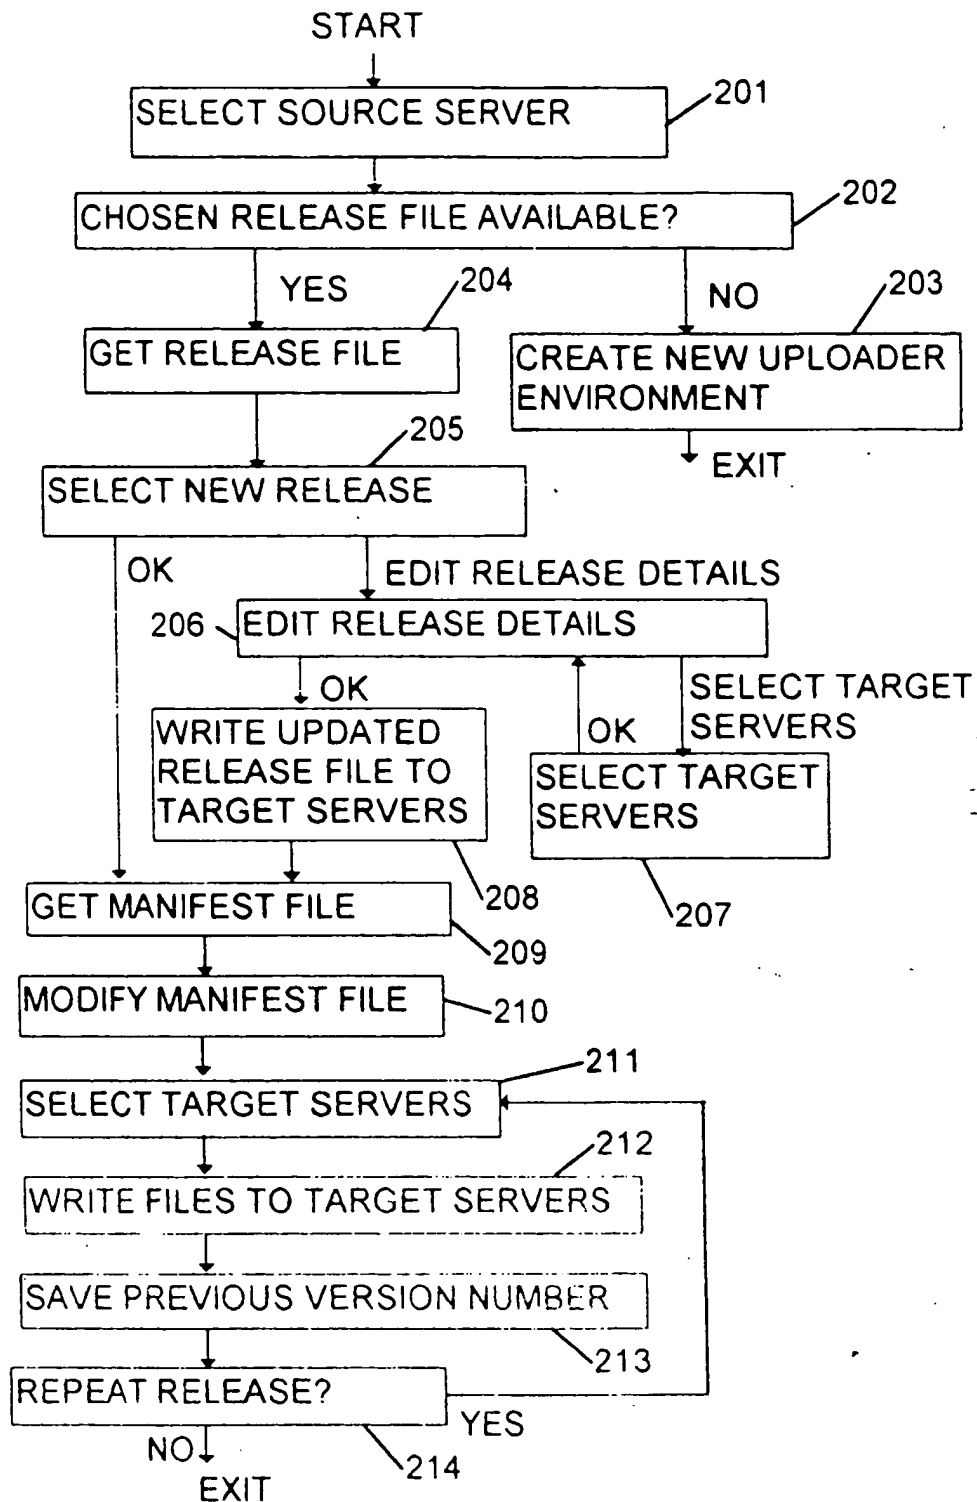 START
201
SELECT SOURCE SERVER
202
CHOSEN RELEASE FILE AVAILABLE?
YES
204
NO
203
GET RELEASE FILE
CREATE NEW UPLOADER
ENVIRONMENT
205
EXIT
SELECT NEW RELEASE
OK
EDIT RELEASE DETAILS
206
EDIT RELEASE DETAILS
OK
SELECT TARGET
SERVERS
OK
WRITE UPDATED
RELEASE FILE TO
TARGET SERVERS
SELECT TARGET
SERVERS
208
207
GET MANIFEST FILE
209
MODIFY MANIFEST FILE
210
211
SELECT TARGET SERVERS
212
WRITE FILES TO TARGET SERVERS
SAVE PREVIOUS VERSION NUMBER
213
REPEAT RELEASE?
YES
NO
214
EXIT